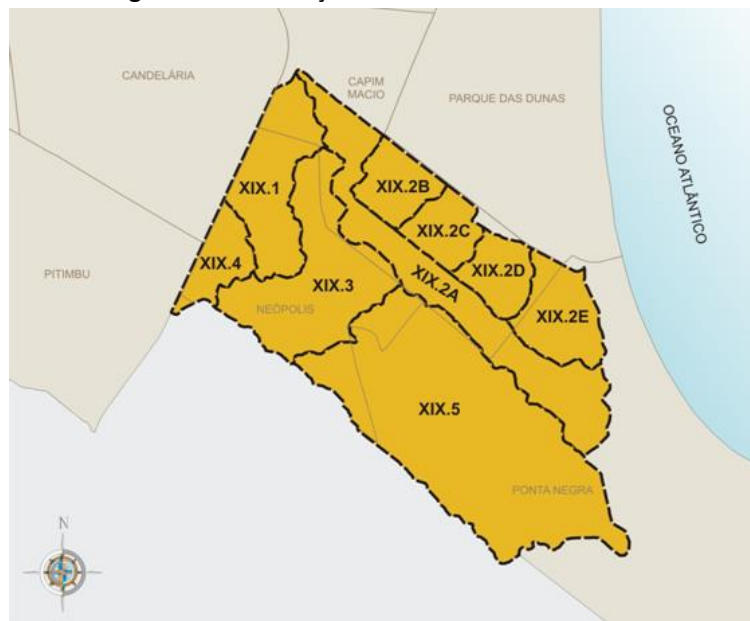 CANDELÁRIA
CAPIM
MACIO
PARQUE DAS DUNAS
OCEANO ATLÂNTICO
XIX.1
XIX.2B
XIX.2C
XIX.4
XIX.2D
XIX.2A
PITIMBU
XIX.3
NEÓPOLIS
XIX.2E
XIX.5
PONTA NEGRA
N